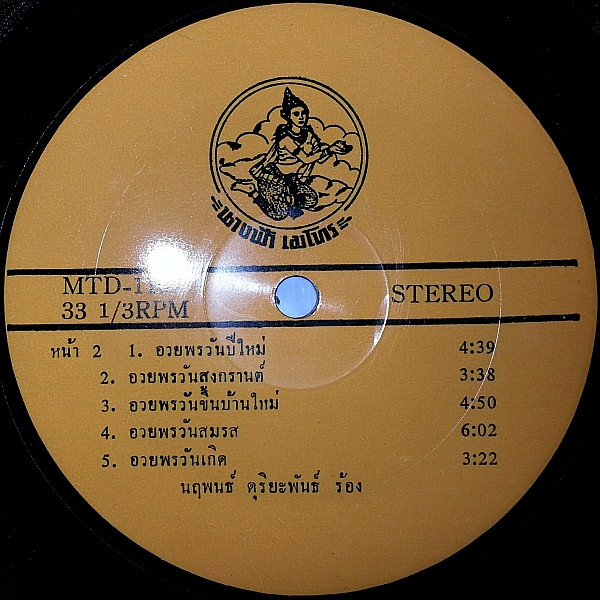 นางฟ้า เมโทร
MTD-1
33 1/3RPM
STEREO
หน้า 2 1. อวยพรวันปีใหม่ 4:39
2. อวยพรวันสงกรานต์ 3:38
3. อวยพรวันขึ้นบ้านใหม่ 4:50
4. อวยพรวันสมรส 6:02
5. อวยพรวันเกิด 3:22
นฤพนธ์ ดุริยะพันธ์ ร้อง